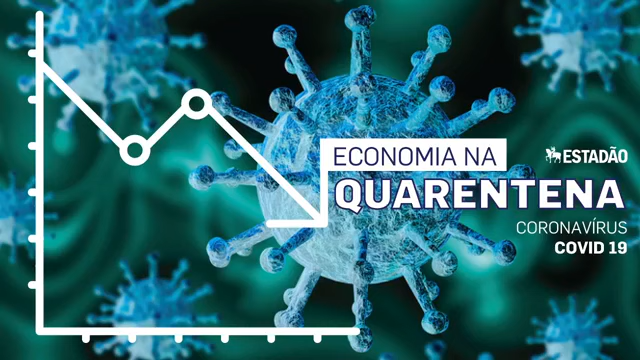 ECONOMIA NA
ESTADÃO
QUARENTENA
CORONAVÍRUS
COVID 19